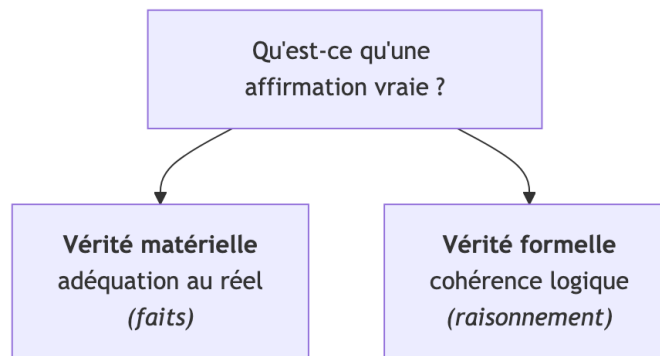 Qu'est-ce qu'une
affirmation vraie ?
Vérité matérielle
adéquation au réel
(faits)
Vérité formelle
cohérence logique
(raisonnement)